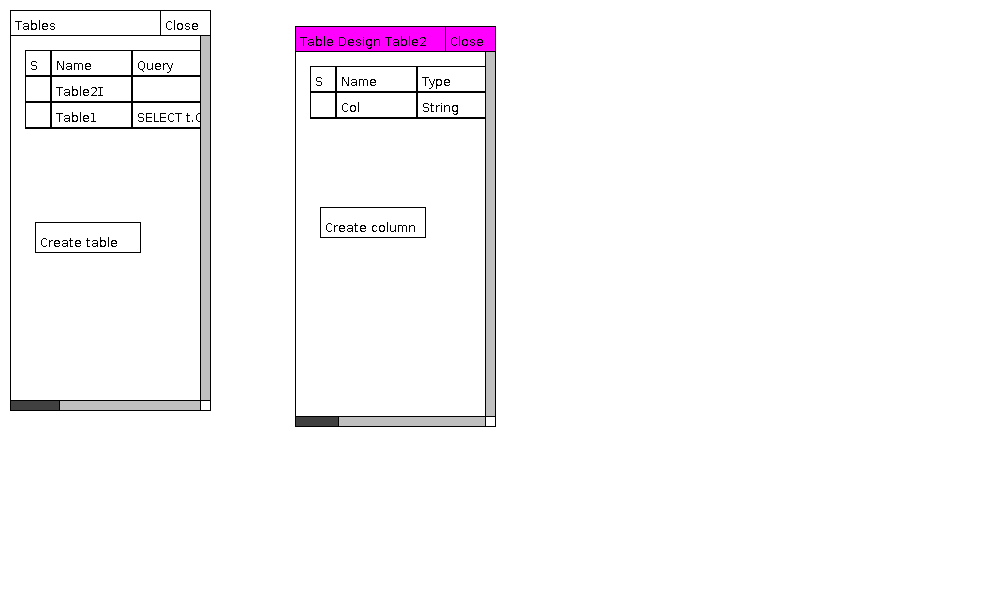 Tables Close
S Name Query
Table2I
Table1 SELECT t.
Create table
Table Design Table2 Close
S Name Type
Col String
Create column